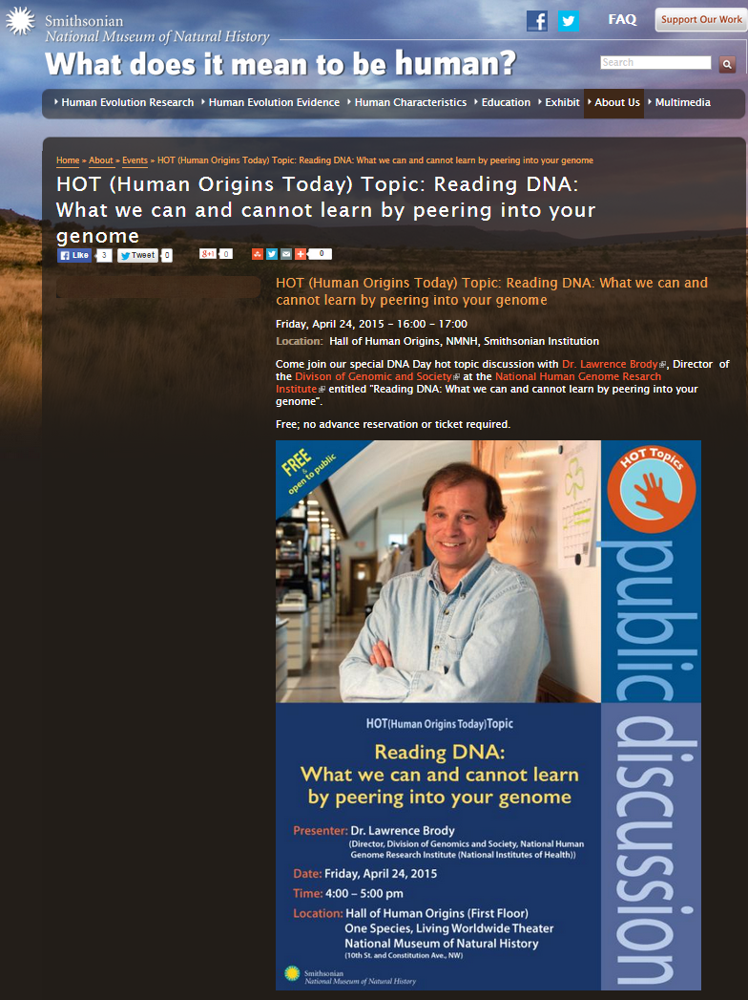 Smithsonian
National Museum of Natural History
FAQ
Support Our Work
What does it mean to be human?
Search
Human Evolution Research
Human Evolution Evidence
Human Characteristics
Education
Exhibit
About Us
Multimedia
Home » About » Events » HOT (Human Origins Today) Topic: Reading DNA: What we can and cannot learn by peering into your genome
HOT (Human Origins Today) Topic: Reading DNA:
What we can and cannot learn by peering into your
genome
Like 3 Tweet 0 g+1 0 0
HOT (Human Origins Today) Topic: Reading DNA: What we can and
cannot learn by peering into your genome
Friday, April 24, 2015 - 16:00 - 17:00
Location: Hall of Human Origins, NMNH, Smithsonian Institution
Come join our special DNA Day hot topic discussion with Dr. Lawrence Brody, Director of
the Divison of Genomic and Society at the National Human Genome Resarch
Institute entitled "Reading DNA: What we can and cannot learn by peering into your
genome".
Free; no advance reservation or ticket required.
FREE
&
open to public
HOT Topics
public discussion
HOT(Human Origins Today)Topic
Reading DNA:
What we can and cannot learn
by peering into your genome
Presenter: Dr. Lawrence Brody
(Director, Division of Genomics and Society, National Human
Genome Research Institute (National Institutes of Health))
Date: Friday, April 24, 2015
Time: 4:00 – 5:00 pm
Location: Hall of Human Origins (First Floor)
One Species, Living Worldwide Theater
National Museum of Natural History
(10th St. and Constitution Ave., NW)
Smithsonian
National Museum of Natural History